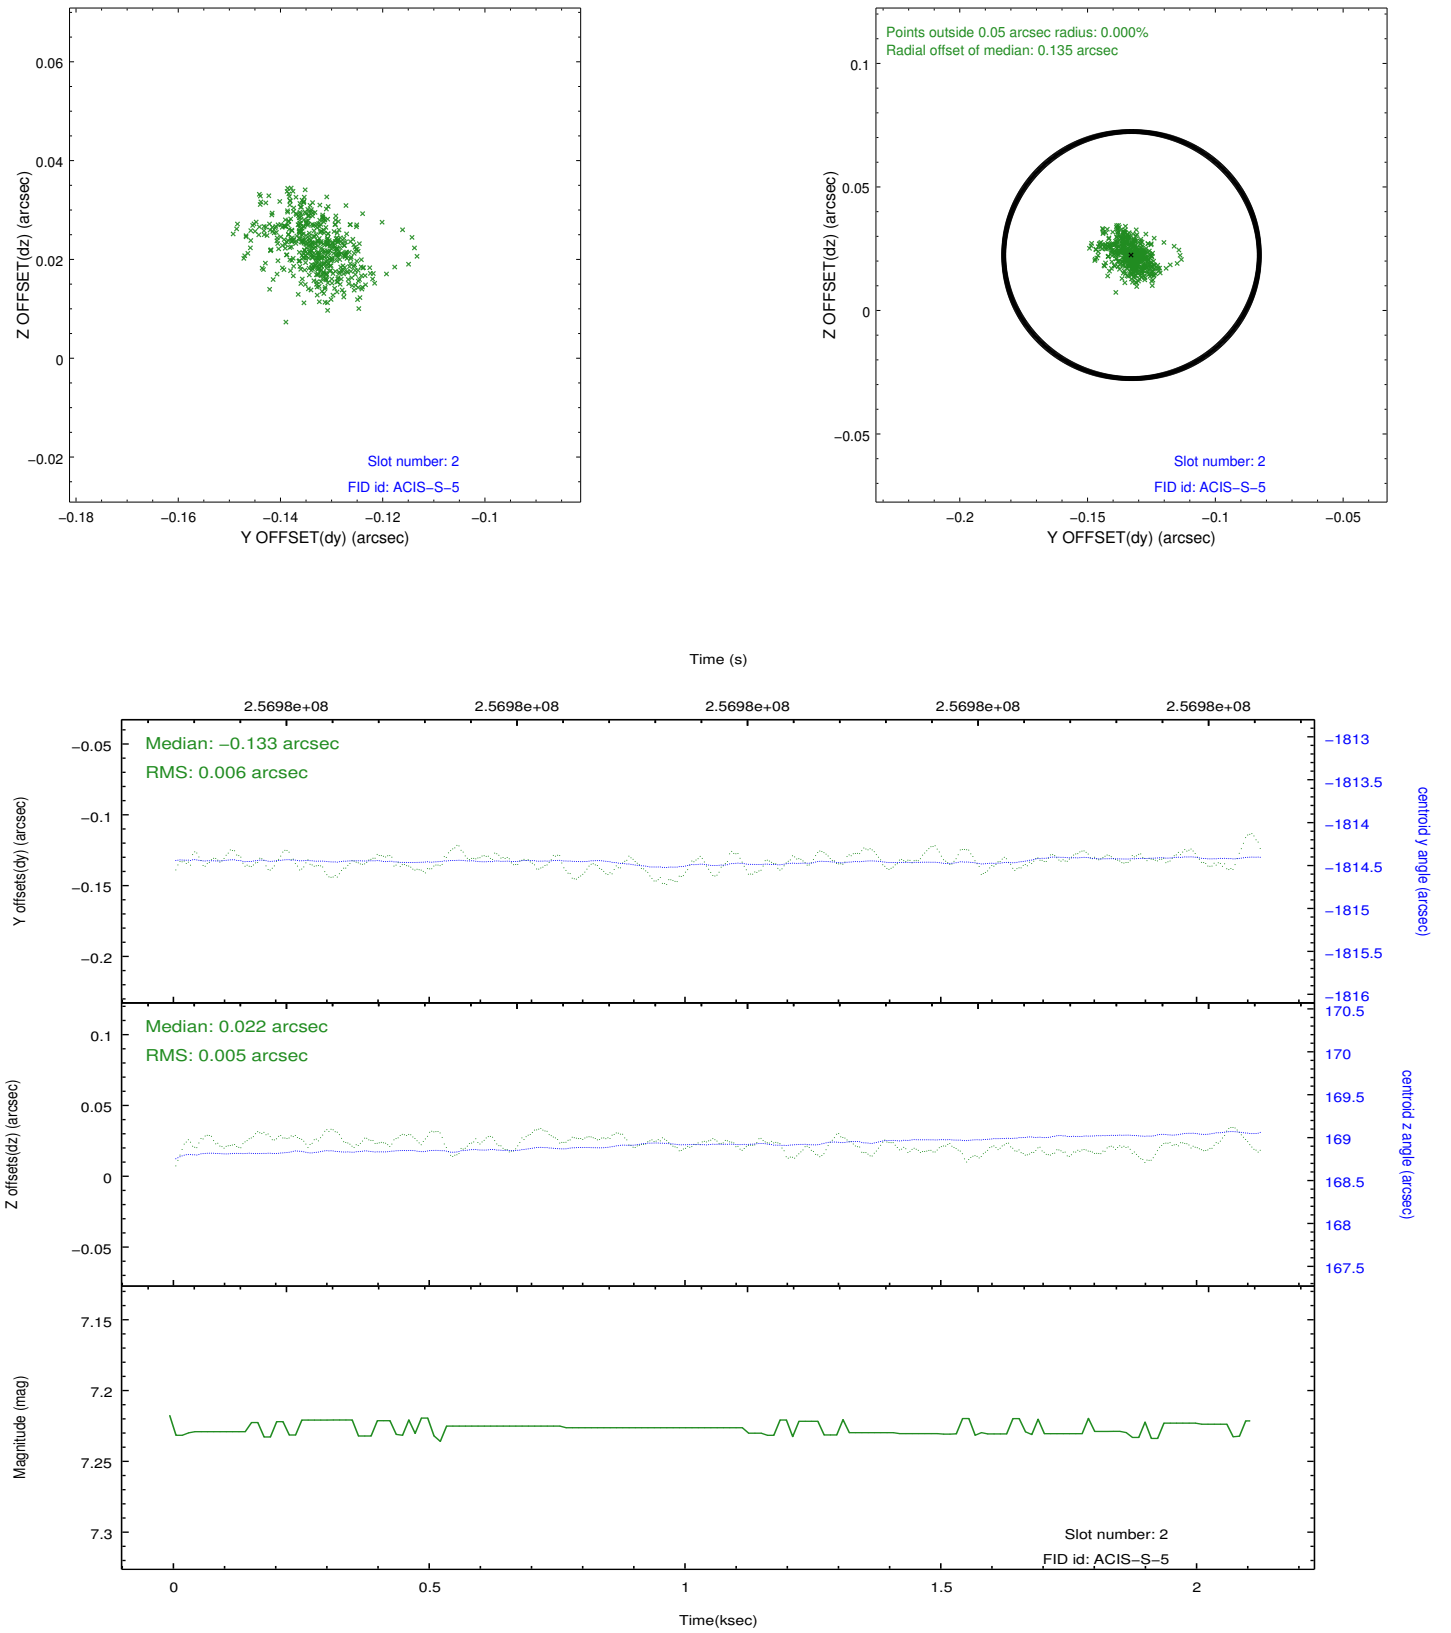 0.06
0.04
0.02
0
−0.02
Z OFFSET(dz) (arcsec)
Slot number: 2
FID id: ACIS−S−5
−0.18 −0.16 −0.14 −0.12 −0.1
Y OFFSET(dy) (arcsec)
Points outside 0.05 arcsec radius: 0.000%
Radial offset of median: 0.135 arcsec
0.1
0.05
0
−0.05
Z OFFSET(dz) (arcsec)
Slot number: 2
FID id: ACIS−S−5
−0.2 −0.15 −0.1 −0.05
Y OFFSET(dy) (arcsec)
Time (s)
2.5698e+08 2.5698e+08 2.5698e+08 2.5698e+08 2.5698e+08
Median: −0.133 arcsec
RMS: 0.006 arcsec
−0.05
−0.1
−0.15
−0.2
Y offsets(dy) (arcsec)
−1813
−1813.5
−1814
−1814.5
−1815
−1815.5
−1816
centroid y angle (arcsec)
Median: 0.022 arcsec
RMS: 0.005 arcsec
0.1
0.05
0
−0.05
Z offsets(dz) (arcsec)
170.5
170
169.5
169
168.5
168
167.5
centroid z angle (arcsec)
7.15
7.2
7.25
7.3
Magnitude (mag)
Slot number: 2
FID id: ACIS−S−5
0 0.5 1 1.5 2
Time(ksec)